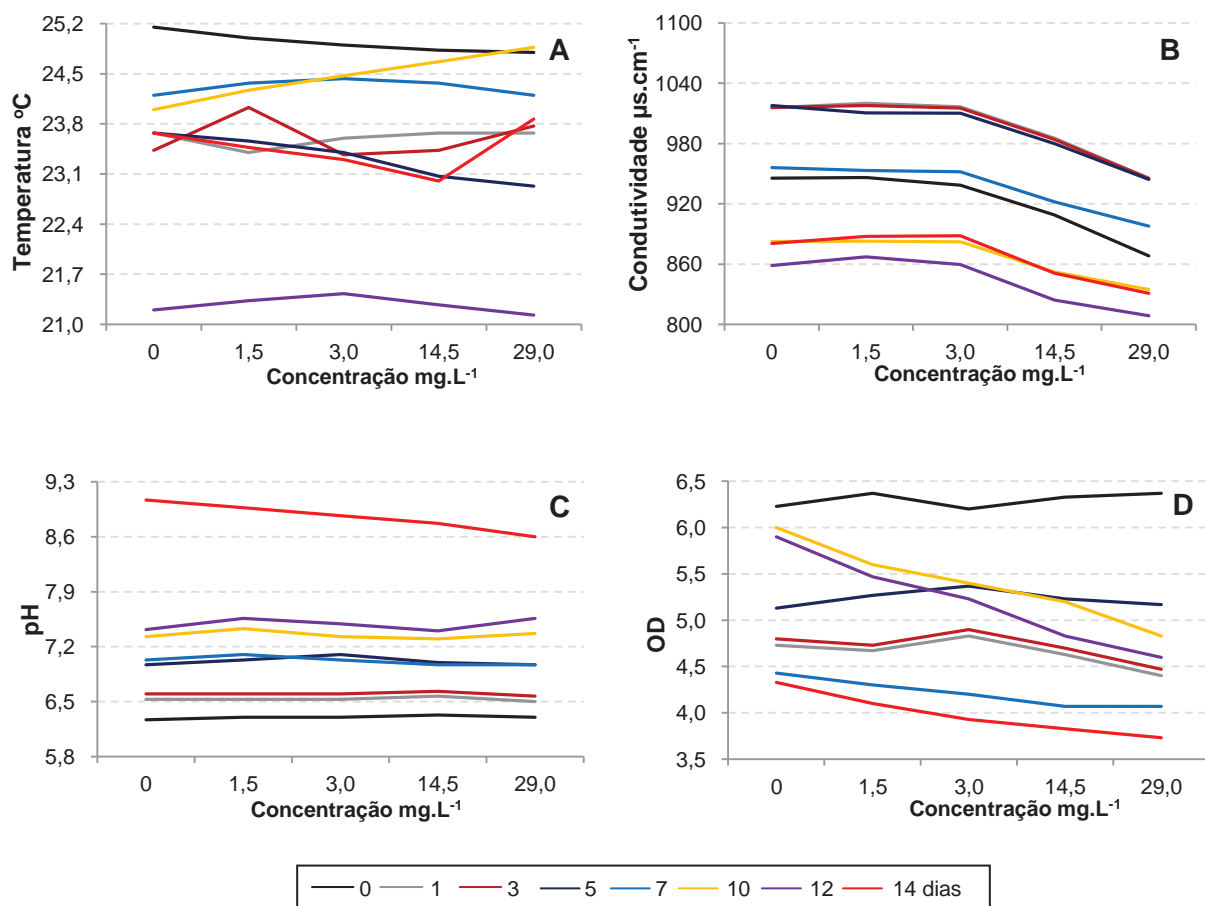 A
Temperatura ºC
25,2
24,5
23,8
23,1
22,4
21,7
21,0
0 1,5 3,0 14,5 29,0
Concentração mg.L-1
B
Condutividade µs.cm-1
1100
1040
980
920
860
800
0 1,5 3,0 14,5 29,0
Concentração mg.L-1
C
pH
9,3
8,6
7,9
7,2
6,5
5,8
0 1,5 3,0 14,5 29,0
Concentração mg.L-1
D
OD
6,5
6,0
5,5
5,0
4,5
4,0
3,5
0 1,5 3,0 14,5 29,0
Concentração mg.L-1
0 1 3 5 7 10 12 14 dias